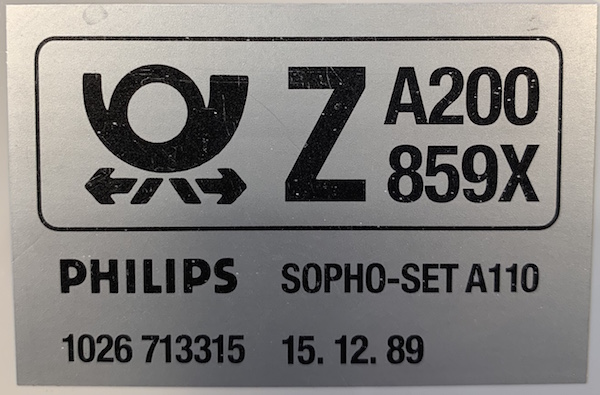 Z A200
859X
PHILIPS SOPHO-SET A110
1026 713315 15. 12. 89